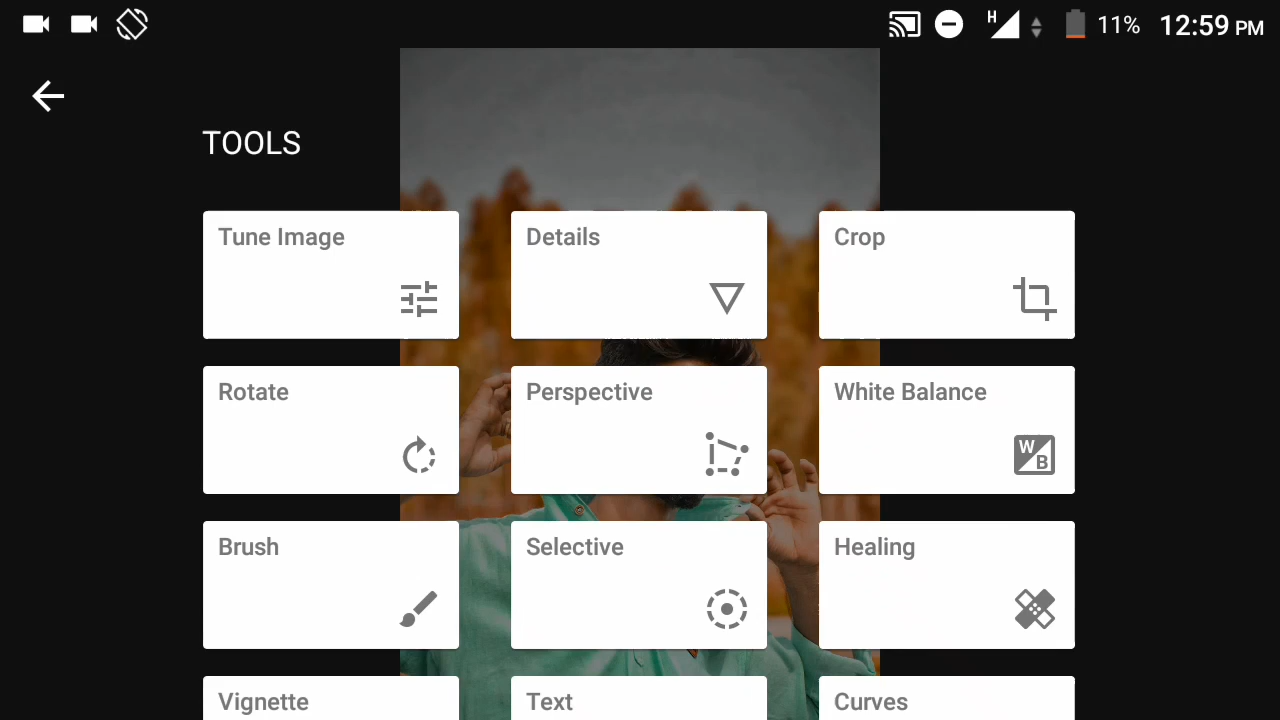 H 11% 12:59 PM
TOOLS
Tune Image Details Crop
Rotate Perspective White Balance
W B
Brush Selective Healing
Vignette Text Curves